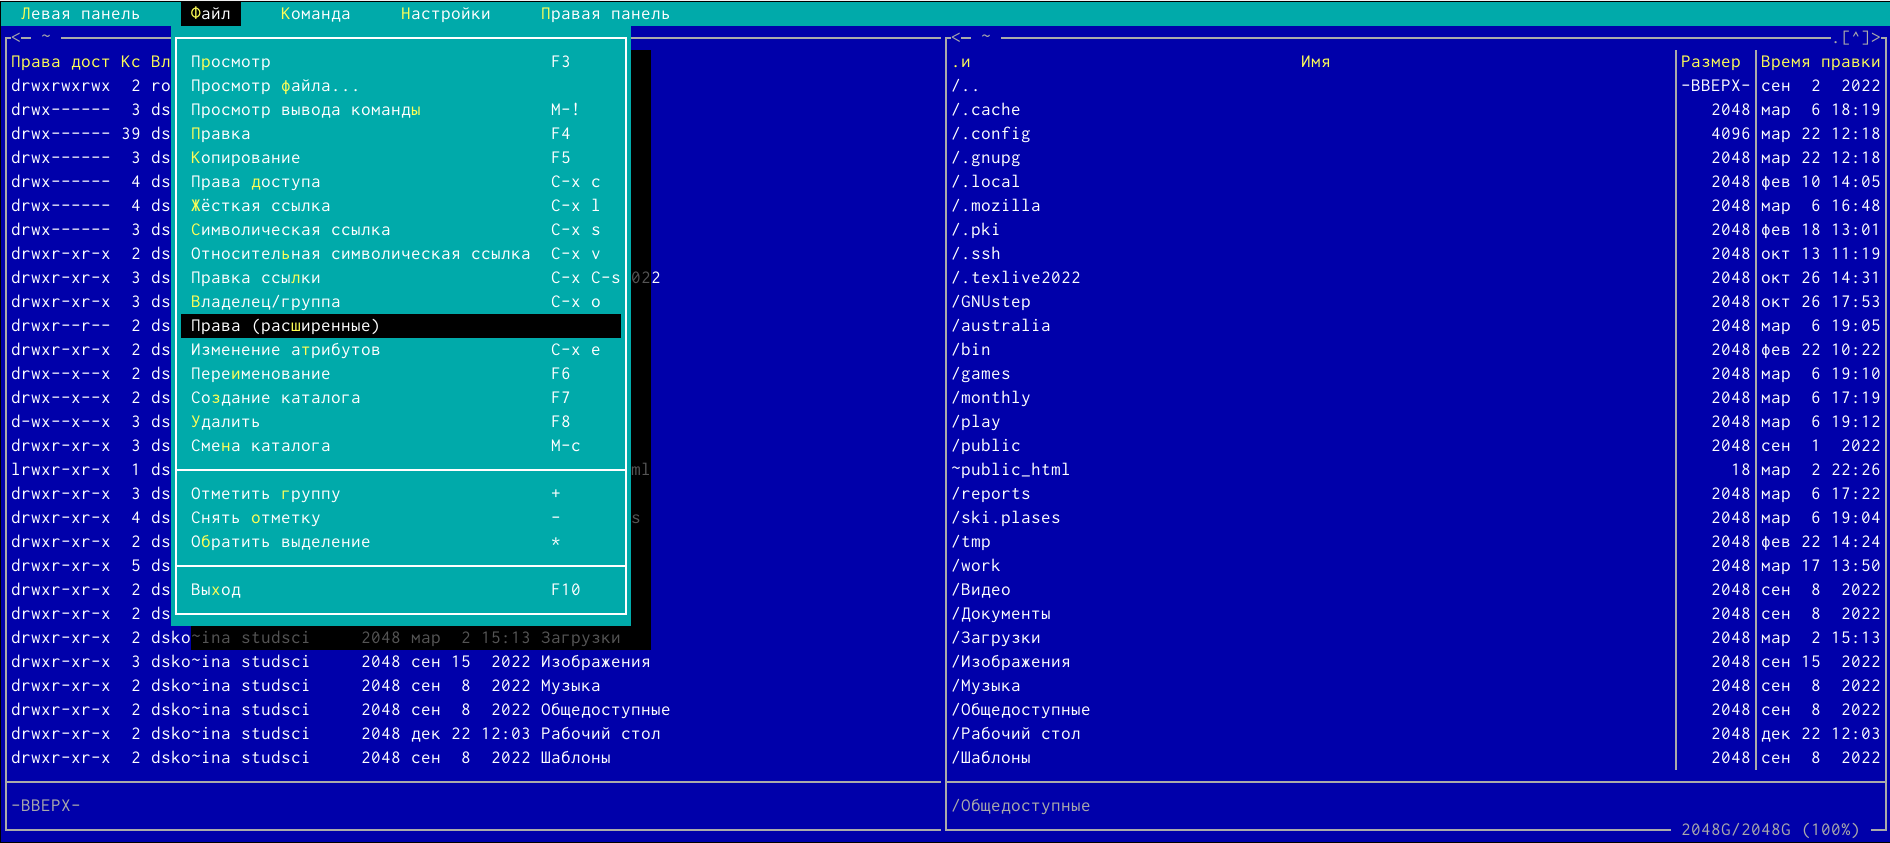 Левая панель Файл Команда Настройки Правая панель
<─ ~ <─ ~ .[^]>
Права дост Кс Вл Просмотр F3 .и Имя Размер Время правки
drwxrwxrwx 2 ro Просмотр файла... /.. -ВВЕРХ- сен 2 2022
drwx------ 3 ds Просмотр вывода команды M-! /.cache 2048 мар 6 18:19
drwx------ 39 ds Правка F4 /.config 4096 мар 22 12:18
drwx------ 3 ds Копирование F5 /.gnupg 2048 мар 22 12:18
drwx------ 4 ds Права доступа C-x c /.local 2048 фев 10 14:05
drwx------ 4 ds Жёсткая ссылка C-x l /.mozilla 2048 мар 6 16:48
drwx------ 3 ds Символическая ссылка C-x s /.pki 2048 фев 18 13:01
drwxr-xr-x 2 ds Относительная символическая ссылка C-x v /.ssh 2048 окт 13 11:19
drwxr-xr-x 3 ds Правка ссылки C-x C-s 022 /.texlive2022 2048 окт 26 14:31
drwxr-xr-x 3 ds Владелец/группа C-x o /GNUstep 2048 окт 26 17:53
drwxr--r-- 2 ds Права (расширенные) /australia 2048 мар 6 19:05
drwxr-xr-x 2 ds Изменение атрибутов C-x e /bin 2048 фев 22 10:22
drwx--x--x 2 ds Переименование F6 /games 2048 мар 6 19:10
drwx--x--x 2 ds Создание каталога F7 /monthly 2048 мар 6 17:19
d-wx--x--x 3 ds Удалить F8 /play 2048 мар 6 19:12
drwxr-xr-x 3 ds Смена каталога M-c /public 2048 сен 1 2022
lrwxr-xr-x 1 ds ml ~public_html 18 мар 2 22:26
drwxr-xr-x 3 ds Отметить группу + /reports 2048 мар 6 17:22
drwxr-xr-x 4 ds Снять отметку - s /ski.plases 2048 мар 6 19:04
drwxr-xr-x 2 ds Обратить выделение * /tmp 2048 фев 22 14:24
drwxr-xr-x 5 ds /work 2048 мар 17 13:50
drwxr-xr-x 2 ds Выход F10 /Видео 2048 сен 8 2022
drwxr-xr-x 2 ds /Документы 2048 сен 8 2022
drwxr-xr-x 2 dsko~ina studsci 2048 мар 2 15:13 Загрузки /Загрузки 2048 мар 2 15:13
drwxr-xr-x 3 dsko~ina studsci 2048 сен 15 2022 Изображения /Изображения 2048 сен 15 2022
drwxr-xr-x 2 dsko~ina studsci 2048 сен 8 2022 Музыка /Музыка 2048 сен 8 2022
drwxr-xr-x 2 dsko~ina studsci 2048 сен 8 2022 Общедоступные /Общедоступные 2048 сен 8 2022
drwxr-xr-x 2 dsko~ina studsci 2048 дек 22 12:03 Рабочий стол /Рабочий стол 2048 дек 22 12:03
drwxr-xr-x 2 dsko~ina studsci 2048 сен 8 2022 Шаблоны /Шаблоны 2048 сен 8 2022
-ВВЕРХ- /Общедоступные
2048G/2048G (100%)